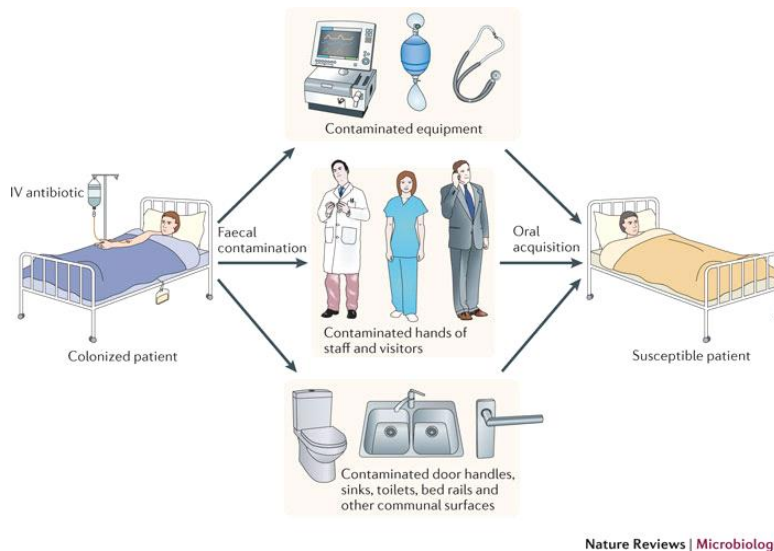 Contaminated equipment
IV antibiotic
Faecal
contamination
Oral
acquisition
Contaminated hands of
staff and visitors
Colonized patient
Susceptible patient
Contaminated door handles,
sinks, toilets, bed rails and
other communal surfaces
Nature Reviews | Microbiolog